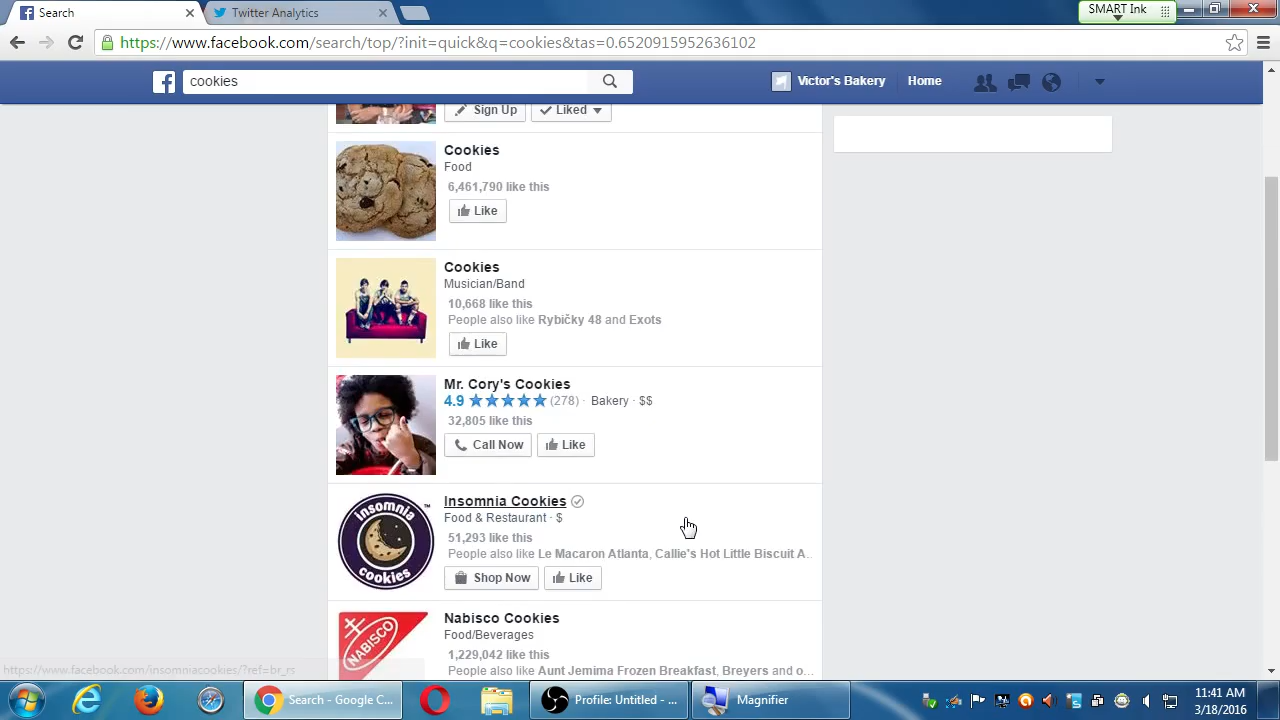 Search
Twitter Analytics
SMART Ink
https://www.facebook.com/search/top/?init=quick&q=cookies&tas=0.6520915952636102
cookies
Victor's Bakery
Home
Sign Up
Liked
Cookies
Food
6,461,790 like this
Like
Cookies
Musician/Band
10,668 like this
People also like Rybičky 48 and Exots
Like
Mr. Cory's Cookies
4.9 (278) · Bakery · $$
32,805 like this
Call Now
Like
insomnia
cookies
Insomnia Cookies
Food & Restaurant · $
51,293 like this
People also like Le Macaron Atlanta, Callie's Hot Little Biscuit A...
Shop Now
Like
NABISCO
Nabisco Cookies
Food/Beverages
1,229,042 like this
People also like Aunt Jemima Frozen Breakfast, Breyers and o...
https://www.facebook.com/insomniacookies/?ref=br_rs
Search - Google C...
Profile: Untitled - ...
Magnifier
11:41 AM
3/18/2016